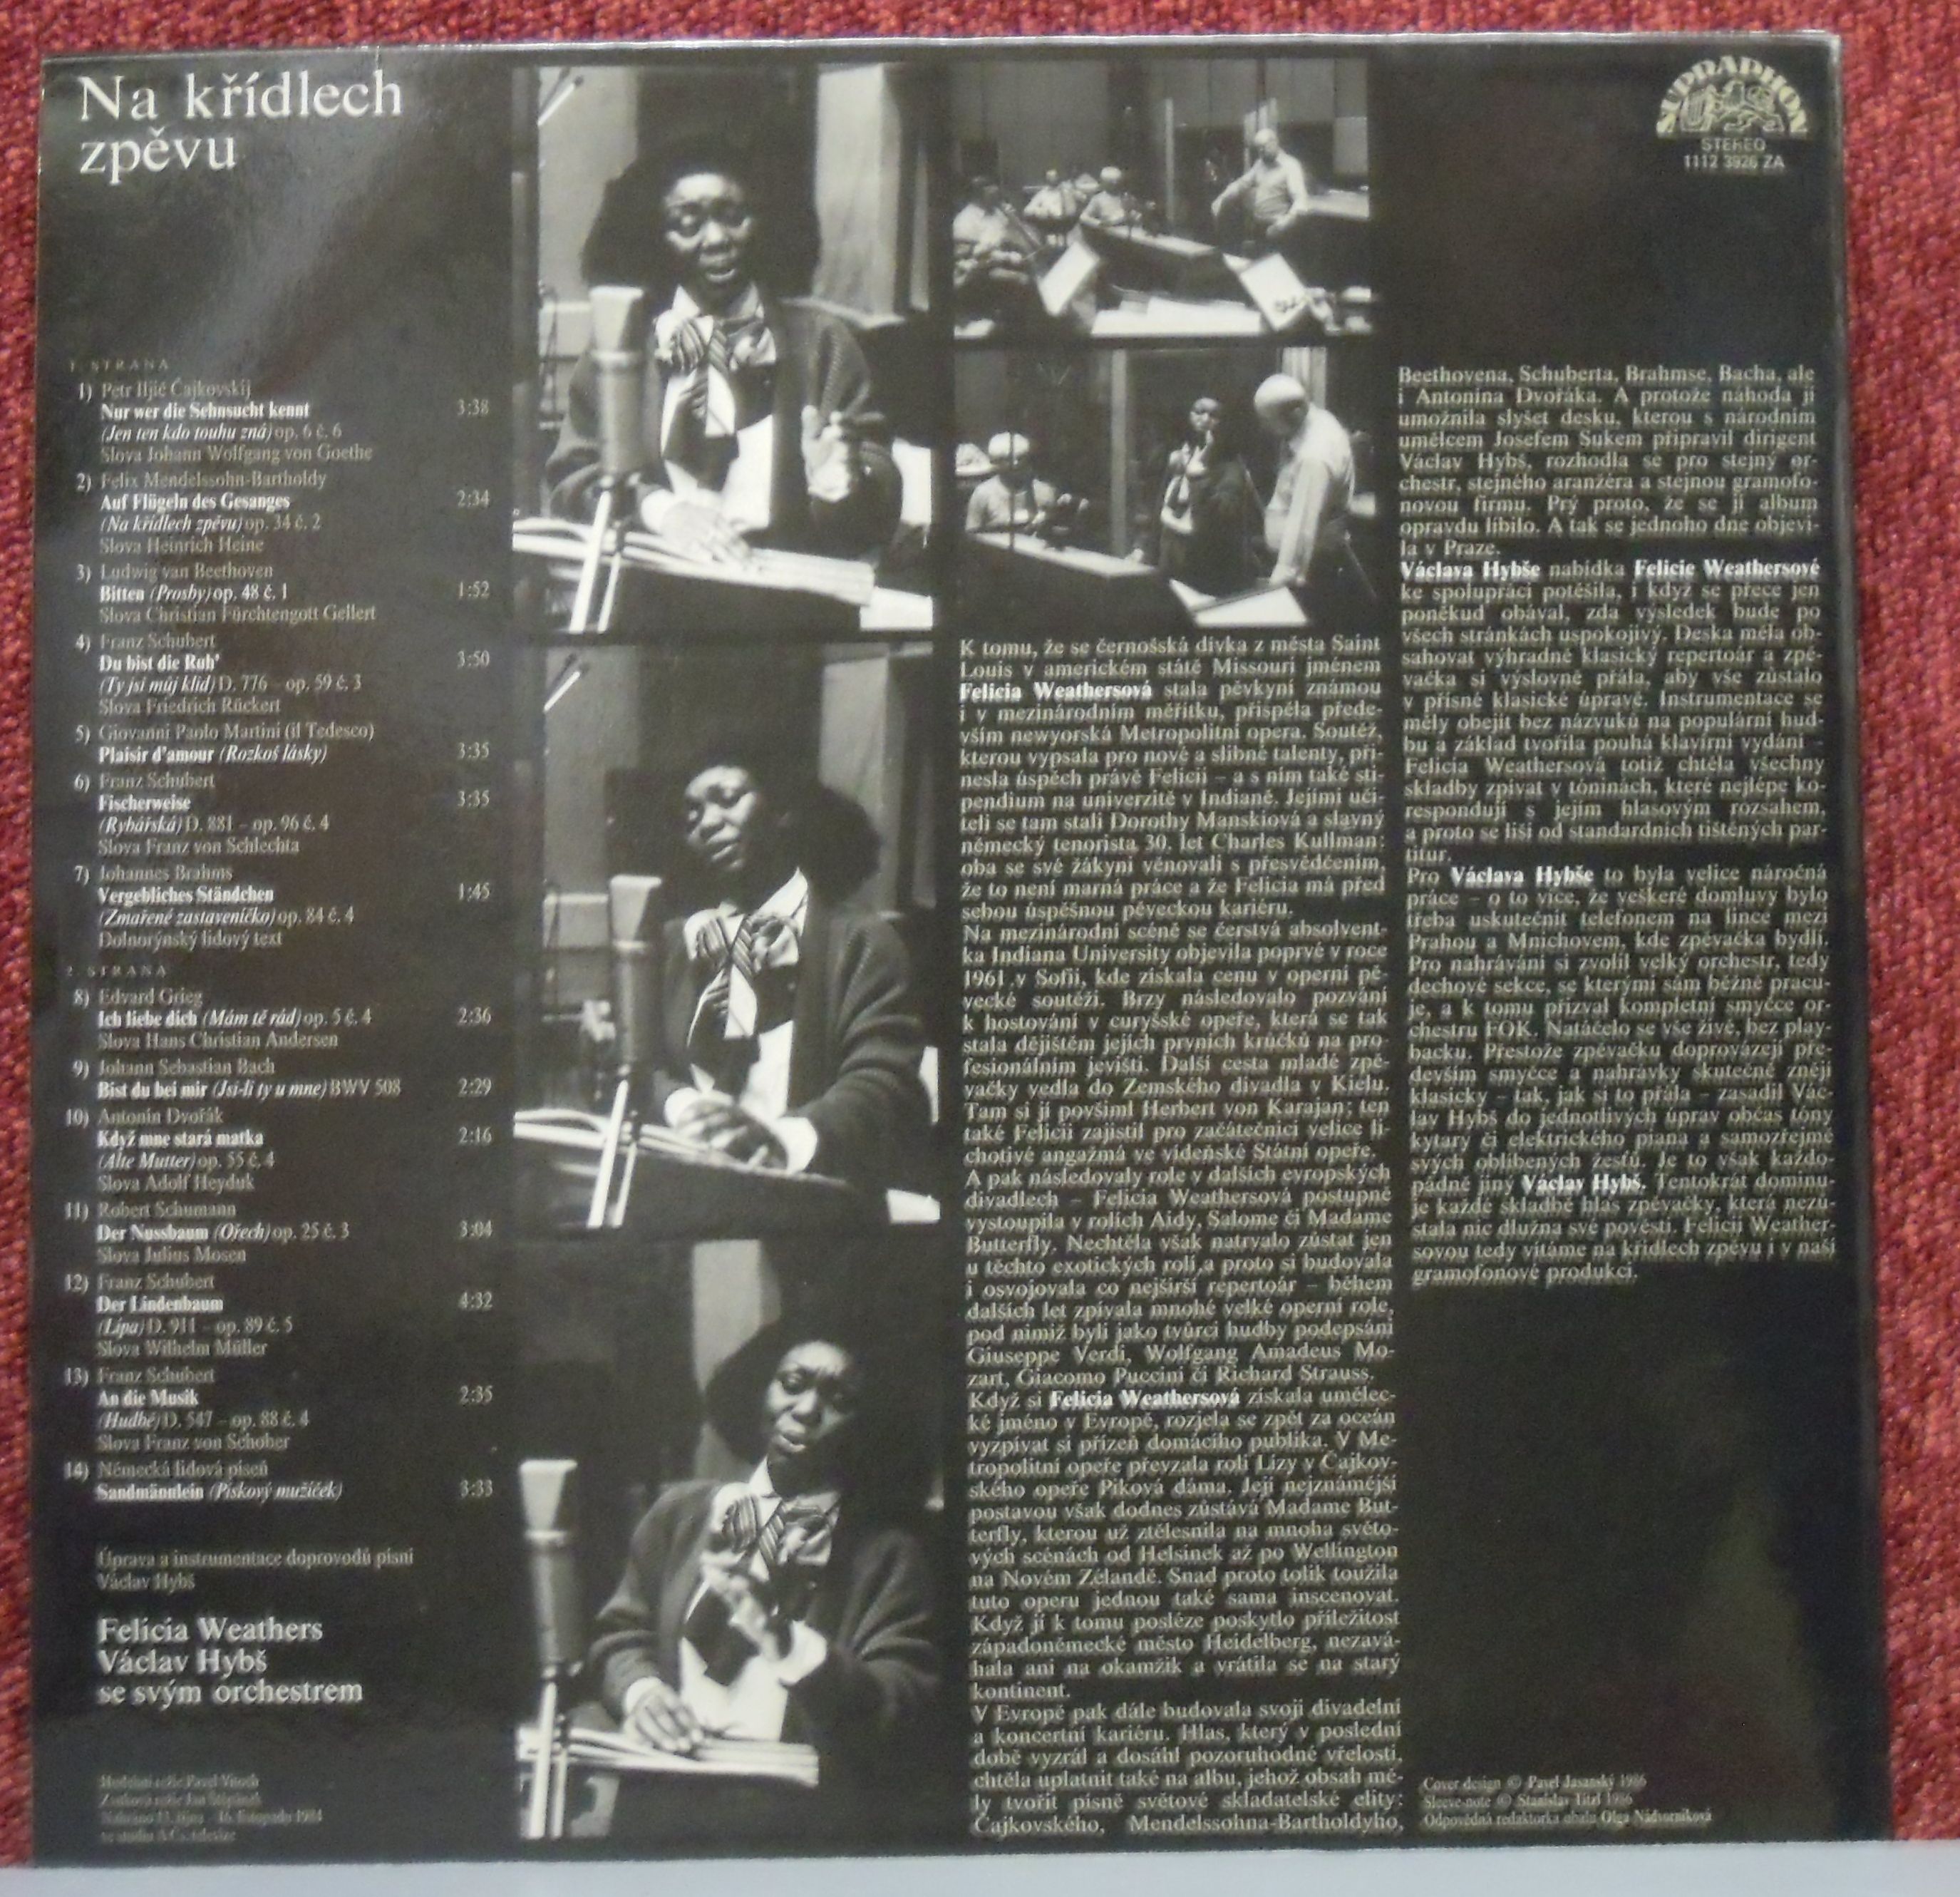 Na křídlech
zpěvu
1. STRANA
1) Petr Iljič Čajkovskij
Nur wer die Sehnsucht kennt 3:38
(Jen ten kdo touhu zná) op. 6 č. 6
Slova Johann Wolfgang von Goethe
2) Felix Mendelssohn-Bartholdy
Auf Flügeln des Gesanges 2:34
(Na křídlech zpěvu) op. 34 č. 2
Slova Heinrich Heine
3) Ludwig van Beethoven
Bitten (Prosby) op. 48 č. 1 1:52
Slova Christian Fürchtengott Gellert
4) Franz Schubert
Du bist die Ruh' 3:50
(Ty jsi můj klid) D. 776 – op. 59 č. 3
Slova Friedrich Rückert
5) Giovanni Paolo Martini (il Tedesco)
Plaisir d'amour (Rozkoš lásky) 3:35
6) Franz Schubert
Fischerweise 3:35
(Rybářská) D. 881 – op. 96 č. 4
Slova Franz von Schlechta
7) Johannes Brahms
Vergebliches Ständchen 1:45
(Zmařené zastaveníčko) op. 84 č. 4
Dolnorýnský lidový text
2. STRANA
8) Edvard Grieg
Ich liebe dich (Mám tě rád) op. 5 č. 4 2:36
Slova Hans Christian Andersen
9) Johann Sebastian Bach
Bist du bei mir (Jsi-li ty u mne) BWV 508 2:29
10) Antonín Dvořák
Když mne stará matka 2:16
(Alte Mutter) op. 55 č. 4
Slova Adolf Heyduk
11) Robert Schumann
Der Nussbaum (Ořech) op. 25 č. 3 3:04
Slova Julius Mosen
12) Franz Schubert
Der Lindenbaum 4:32
(Lípa) D. 911 – op. 89 č. 5
Slova Wilhelm Müller
13) Franz Schubert
An die Musik 2:35
(Hudbě) D. 547 – op. 88 č. 4
Slova Franz von Schober
14) Německá lidová píseň
Sandmännlein (Pískový mužíček) 3:33
Úprava a instrumentace doprovodů písní
Václav Hybš
Felicia Weathers
Václav Hybš
se svým orchestrem
Hudební režie Pavel Vítoch
Zvuková režie Jan Štěpánek
Nahráno 13. října – 16. listopadu 1984
K tomu, že se černošská dívka z města Saint
Louis v americkém státě Missouri jménem
Felicia Weathersová stala pěvkyní známou
i v mezinárodním měřítku, přispěla přede-
vším newyorská Metropolitní opera. Soutěž,
kterou vypsala pro nové a slibné talenty, při-
nesla úspěch právě Felicii – a s ním také sti-
pendium na univerzitě v Indianě. Jejími uči-
teli se tam stali Dorothy Manskiová a slavný
německý tenorista 30. let Charles Kullman;
oba se své žákyni věnovali s přesvědčením,
že to není marná práce a že Felicia má před
sebou úspěšnou pěveckou kariéru.
Na mezinárodní scéně se čerstvá absolvent-
ka Indiana University objevila poprvé v roce
1961 v Sofii, kde získala cenu v operní pě-
vecké soutěži. Brzy následovalo pozvání
k hostování v curyšské opeře, která se tak
stala dějištěm jejích prvních krůčků na pro-
fesionálním jevišti. Další cesta mladé zpě-
vačky vedla do Zemského divadla v Kielu.
Tam si jí povšiml Herbert von Karajan; ten
také Felicii zajistil pro začátečnici velice li-
chotivé angažmá ve vídeňské Státní opeře.
A pak následovaly role v dalších evropských
divadlech – Felicia Weathersová postupně
vystoupila v rolích Aidy, Salome či Madame
Butterfly. Nechtěla však natrvalo zůstat jen
u těchto exotických rolí a proto si budovala
i osvojovala co nejširší repertoár – během
dalších let zpívala mnohé velké operní role,
pod nimiž byli jako tvůrci hudby podepsáni
Giuseppe Verdi, Wolfgang Amadeus Mo-
zart, Giacomo Puccini či Richard Strauss.
Když si Felicia Weathersová získala umělec-
ké jméno v Evropě, rozjela se zpět za oceán
vyzpívat si přízeň domácího publika. V Me-
tropolitní opeře převzala roli Lízy v Čajkov-
ského opeře Piková dáma. Její nejznámější
postavou však dodnes zůstává Madame But-
terfly, kterou už ztělesnila na mnoha světo-
vých scénách od Helsinek až po Wellington
na Novém Zélandě. Snad proto tolik toužila
tuto operu jednou také sama inscenovat.
Když jí k tomu posléze poskytlo příležitost
západoněmecké město Heidelberg, nezavá-
hala ani na okamžik a vrátila se na starý
kontinent.
V Evropě pak dále budovala svoji divadelní
a koncertní kariéru. Hlas, který v poslední
době vyzrál a dosáhl pozoruhodné vřelosti,
chtěla uplatnit také na albu, jehož obsah mě-
ly tvořit písně světové skladatelské elity:
Čajkovského, Mendelssohna-Bartholdyho,
SUPRAPHON
STEREO
1112 3926 ZA
Beethovena, Schuberta, Brahmse, Bacha, ale
i Antonína Dvořáka. A protože náhoda jí
umožnila slyšet desku, kterou s národním
umělcem Josefem Sukem připravil dirigent
Václav Hybš, rozhodla se pro stejný or-
chestr, stejného aranžéra a stejnou gramofo-
novou firmu. Prý proto, že se jí album
opravdu líbilo. A tak se jednoho dne objevi-
la v Praze.
Václava Hybše nabídka Felicie Weathersové
ke spolupráci potěšila, i když se přece jen
poněkud obával, zda výsledek bude po
všech stránkách uspokojivý. Deska měla ob-
sahovat výhradně klasický repertoár a zpě-
vačka si výslovně přála, aby vše zůstalo
v přísně klasické úpravě. Instrumentace se
měly obejít bez názvuků na populární hud-
bu a základ tvořila pouhá klavírní vydání –
Felicia Weathersová totiž chtěla všechny
skladby zpívat v tóninách, které nejlépe ko-
respondují s jejím hlasovým rozsahem,
a proto se liší od standardních tištěných par-
titur.
Pro Václava Hybše to byla velice náročná
práce – o to více, že veškeré domluvy bylo
třeba uskutečnit telefonem na lince mezi
Prahou a Mnichovem, kde zpěvačka bydlí.
Pro nahrávání si zvolil velký orchestr, tedy
dechové sekce, se kterými sám běžně pracu-
je, a k tomu přizval kompletní smyčce or-
chestru FOK. Natáčelo se vše živě, bez play-
backu. Přestože zpěvačku doprovázejí pře-
devším smyčce a nahrávky skutečně znějí
klasicky – tak, jak si to přála – zasadil Vác-
lav Hybš do jednotlivých úprav občas tóny
kytary či elektrického piana a samozřejmě
svých oblíbených žesťů. Je to však každo-
pádně jiný Václav Hybš. Tentokrát dominu-
je každé skladbě hlas zpěvačky, která nezů-
stala nic dlužna své pověsti. Felicii Weather-
sovou tedy vítáme na křídlech zpěvu i v naší
gramofonové produkci.
Cover design © Pavel Jasanský 1986
Sleeve-note © Stanislav Titzl 1986
Odpovědná redaktorka obalu Olga Nádvorníková